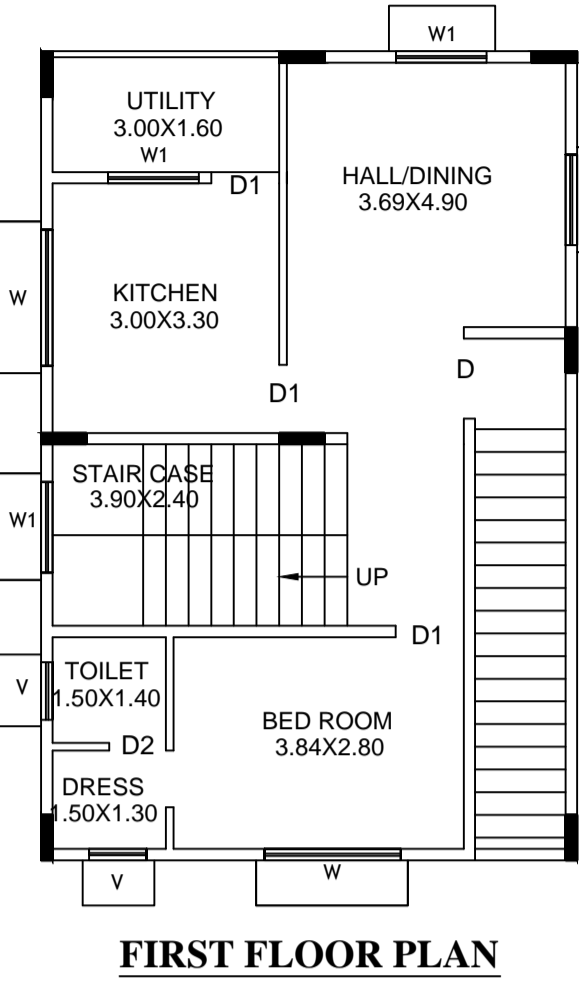 W1
UTILITY
3.00X1.60
W1
D1
HALL/DINING
3.69X4.90
W
KITCHEN
3.00X3.30
D
D1
STAIR CASE
3.90X2.40
W1
UP
D1
V
TOILET
1.50X1.40
BED ROOM
3.84X2.80
D2
DRESS
1.50X1.30
V
W
FIRST FLOOR PLAN